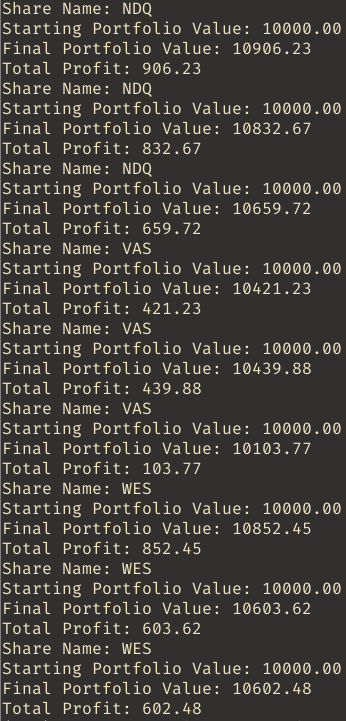 Share Name: NDQ
Starting Portfolio Value: 10000.00
Final Portfolio Value: 10906.23
Total Profit: 906.23
Share Name: NDQ
Starting Portfolio Value: 10000.00
Final Portfolio Value: 10832.67
Total Profit: 832.67
Share Name: NDQ
Starting Portfolio Value: 10000.00
Final Portfolio Value: 10659.72
Total Profit: 659.72
Share Name: VAS
Starting Portfolio Value: 10000.00
Final Portfolio Value: 10421.23
Total Profit: 421.23
Share Name: VAS
Starting Portfolio Value: 10000.00
Final Portfolio Value: 10439.88
Total Profit: 439.88
Share Name: VAS
Starting Portfolio Value: 10000.00
Final Portfolio Value: 10103.77
Total Profit: 103.77
Share Name: WES
Starting Portfolio Value: 10000.00
Final Portfolio Value: 10852.45
Total Profit: 852.45
Share Name: WES
Starting Portfolio Value: 10000.00
Final Portfolio Value: 10603.62
Total Profit: 603.62
Share Name: WES
Starting Portfolio Value: 10000.00
Final Portfolio Value: 10602.48
Total Profit: 602.48